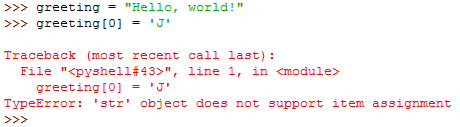 >>> greeting = "Hello, world!"
>>> greeting[0] = 'J'
Traceback (most recent call last):
  File "<pyshell#43>", line 1, in <module>
    greeting[0] = 'J'
TypeError: 'str' object does not support item assignment
>>>